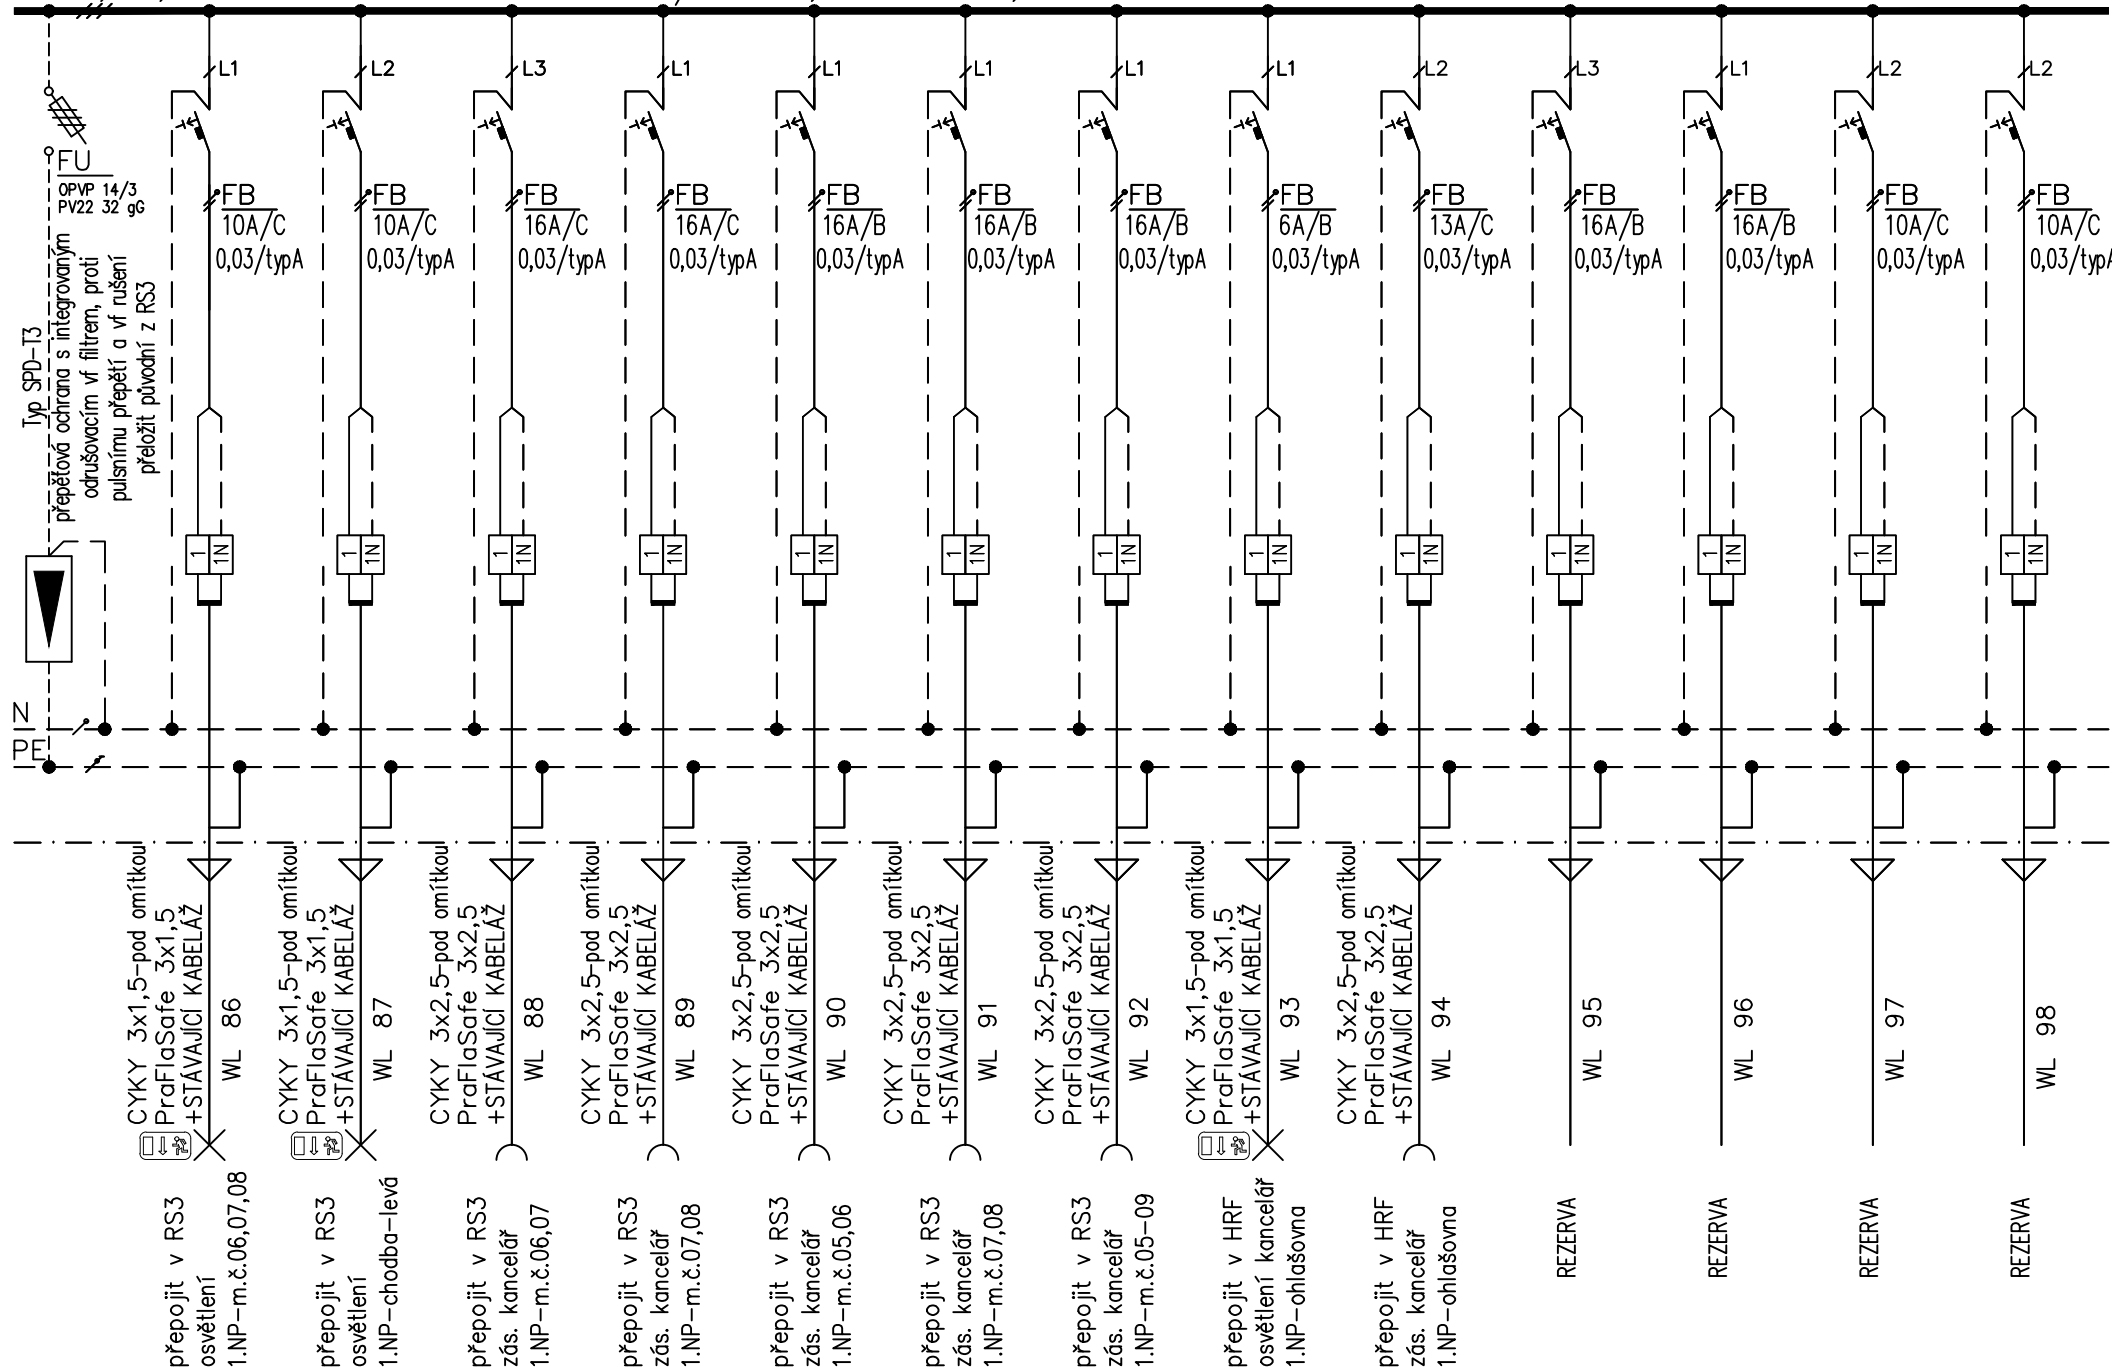 L1
L2
L3
L1
L1
L1
L1
L1
L2
L3
L1
L2
L2
FU
OPVP 14/3
PV22 32 gG
FB
10A/C
0,03/typA
FB
10A/C
0,03/typA
FB
16A/C
0,03/typA
FB
16A/C
0,03/typA
FB
16A/B
0,03/typA
FB
16A/B
0,03/typA
FB
16A/B
0,03/typA
FB
6A/B
0,03/typA
FB
13A/C
0,03/typA
FB
16A/B
0,03/typA
FB
16A/B
0,03/typA
FB
10A/C
0,03/typA
FB
10A/C
0,03/typA
Typ SPD-T3
přepěťová ochrana s integrovaným
odrušovacím vf filtrem, proti
pulsnímu přepětí a vf rušení
přeložit původní z RS3
1
1N
1
1N
1
1N
1
1N
1
1N
1
1N
1
1N
1
1N
1
1N
1
1N
1
1N
1
1N
1
1N
N
PE
CYKY 3x1,5-pod omítkou
PraFlaSafe 3x1,5
+STÁVAJÍCÍ KABELÁŽ
WL 86
CYKY 3x1,5-pod omítkou
PraFlaSafe 3x1,5
+STÁVAJÍCÍ KABELÁŽ
WL 87
CYKY 3x2,5-pod omítkou
PraFlaSafe 3x2,5
+STÁVAJÍCÍ KABELÁŽ
WL 88
CYKY 3x2,5-pod omítkou
PraFlaSafe 3x2,5
+STÁVAJÍCÍ KABELÁŽ
WL 89
CYKY 3x2,5-pod omítkou
PraFlaSafe 3x2,5
+STÁVAJÍCÍ KABELÁŽ
WL 90
CYKY 3x2,5-pod omítkou
PraFlaSafe 3x2,5
+STÁVAJÍCÍ KABELÁŽ
WL 91
CYKY 3x2,5-pod omítkou
PraFlaSafe 3x2,5
+STÁVAJÍCÍ KABELÁŽ
WL 92
CYKY 3x1,5-pod omítkou
PraFlaSafe 3x1,5
+STÁVAJÍCÍ KABELÁŽ
WL 93
CYKY 3x2,5-pod omítkou
PraFlaSafe 3x2,5
+STÁVAJÍCÍ KABELÁŽ
WL 94
WL 95
WL 96
WL 97
WL 98
přepojit v RS3
osvětlení
1.NP-m.č.06,07,08
přepojit v RS3
osvětlení
1.NP-chodba-levá
přepojit v RS3
zás. kancelář
1.NP-m.č.06,07
přepojit v RS3
zás. kancelář
1.NP-m.č.07,08
přepojit v RS3
zás. kancelář
1.NP-m.č.05,06
přepojit v RS3
zás. kancelář
1.NP-m.č.07,08
přepojit v RS3
zás. kancelář
1.NP-m.č.05-09
přepojit v HRF
osvětlení kancelář
1.NP-ohlašovna
přepojit v HRF
zás. kancelář
1.NP-ohlašovna
REZERVA
REZERVA
REZERVA
REZERVA